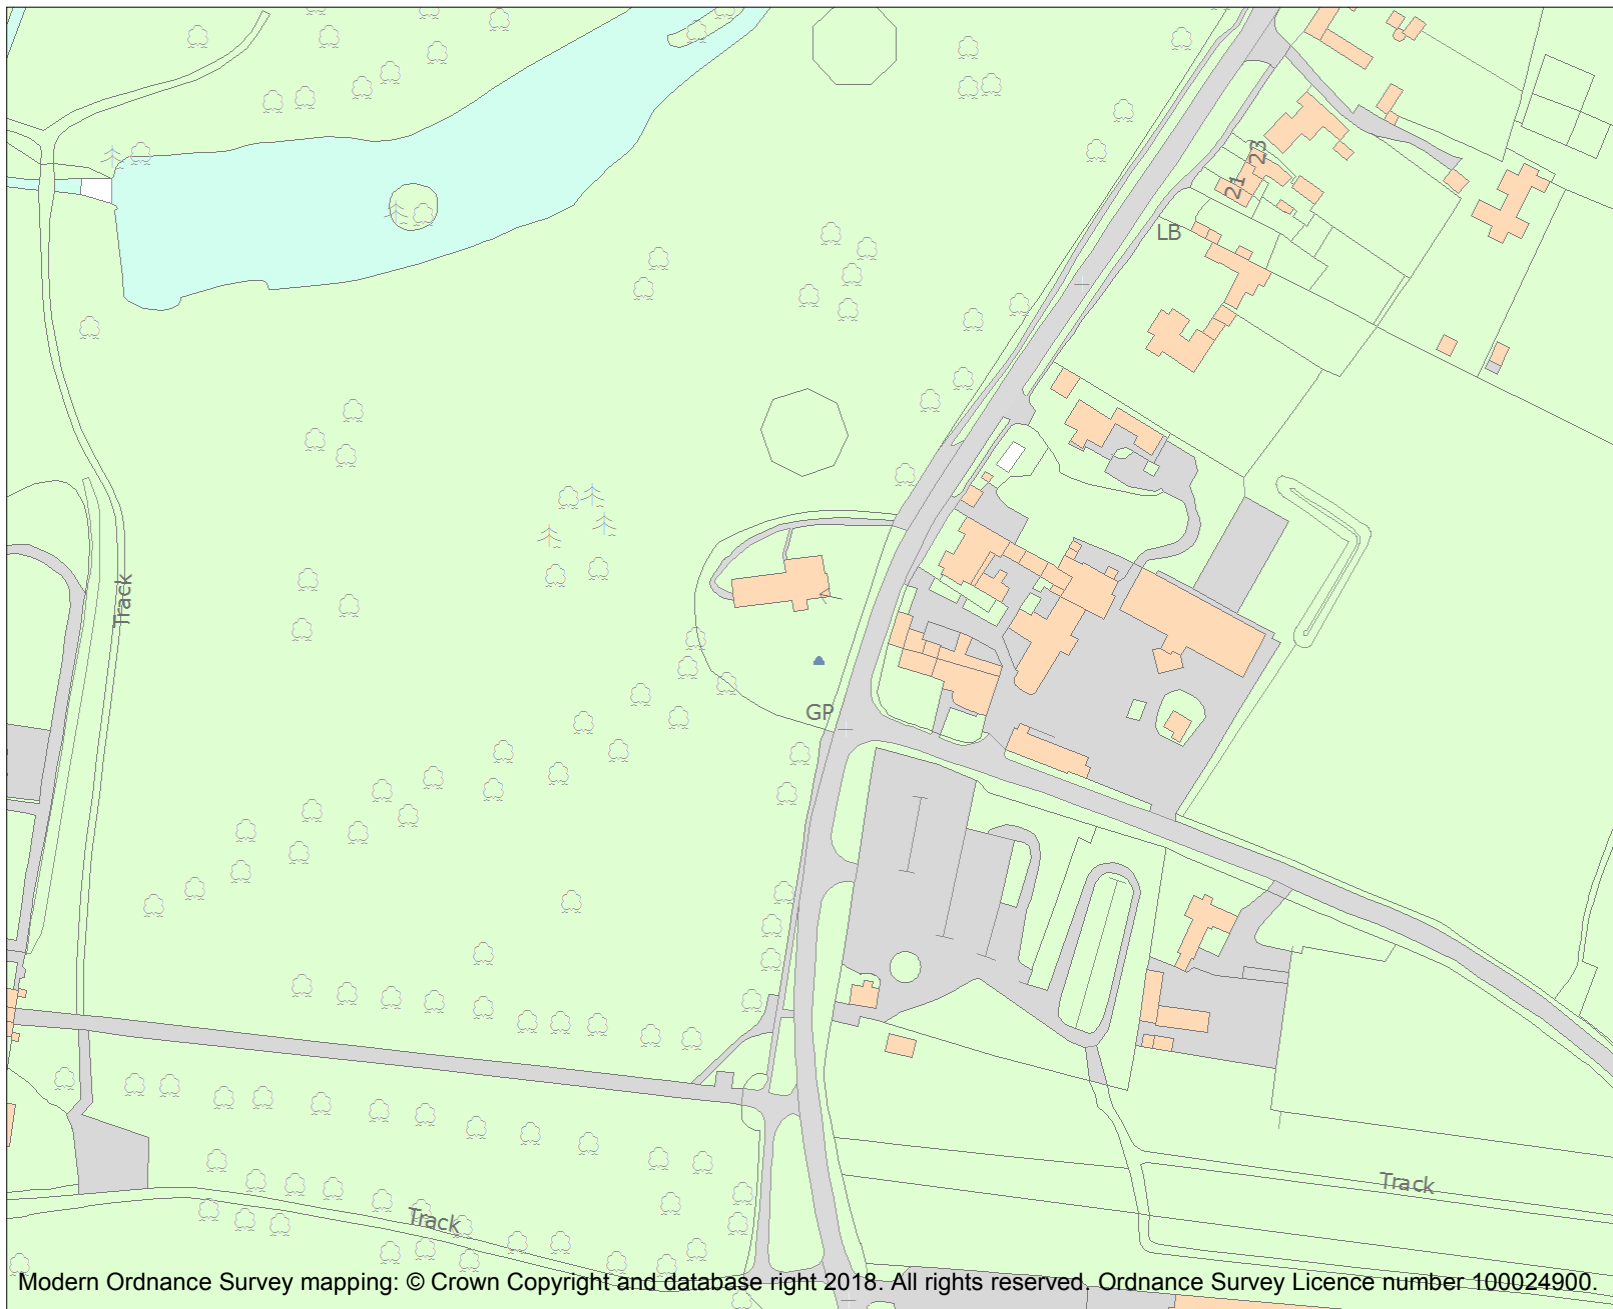 23
21
LB
Track
GP
Track
Track
Modern Ordnance Survey mapping: © Crown Copyright and database right 2018. All rights reserved. Ordnance Survey Licence number 100024900.